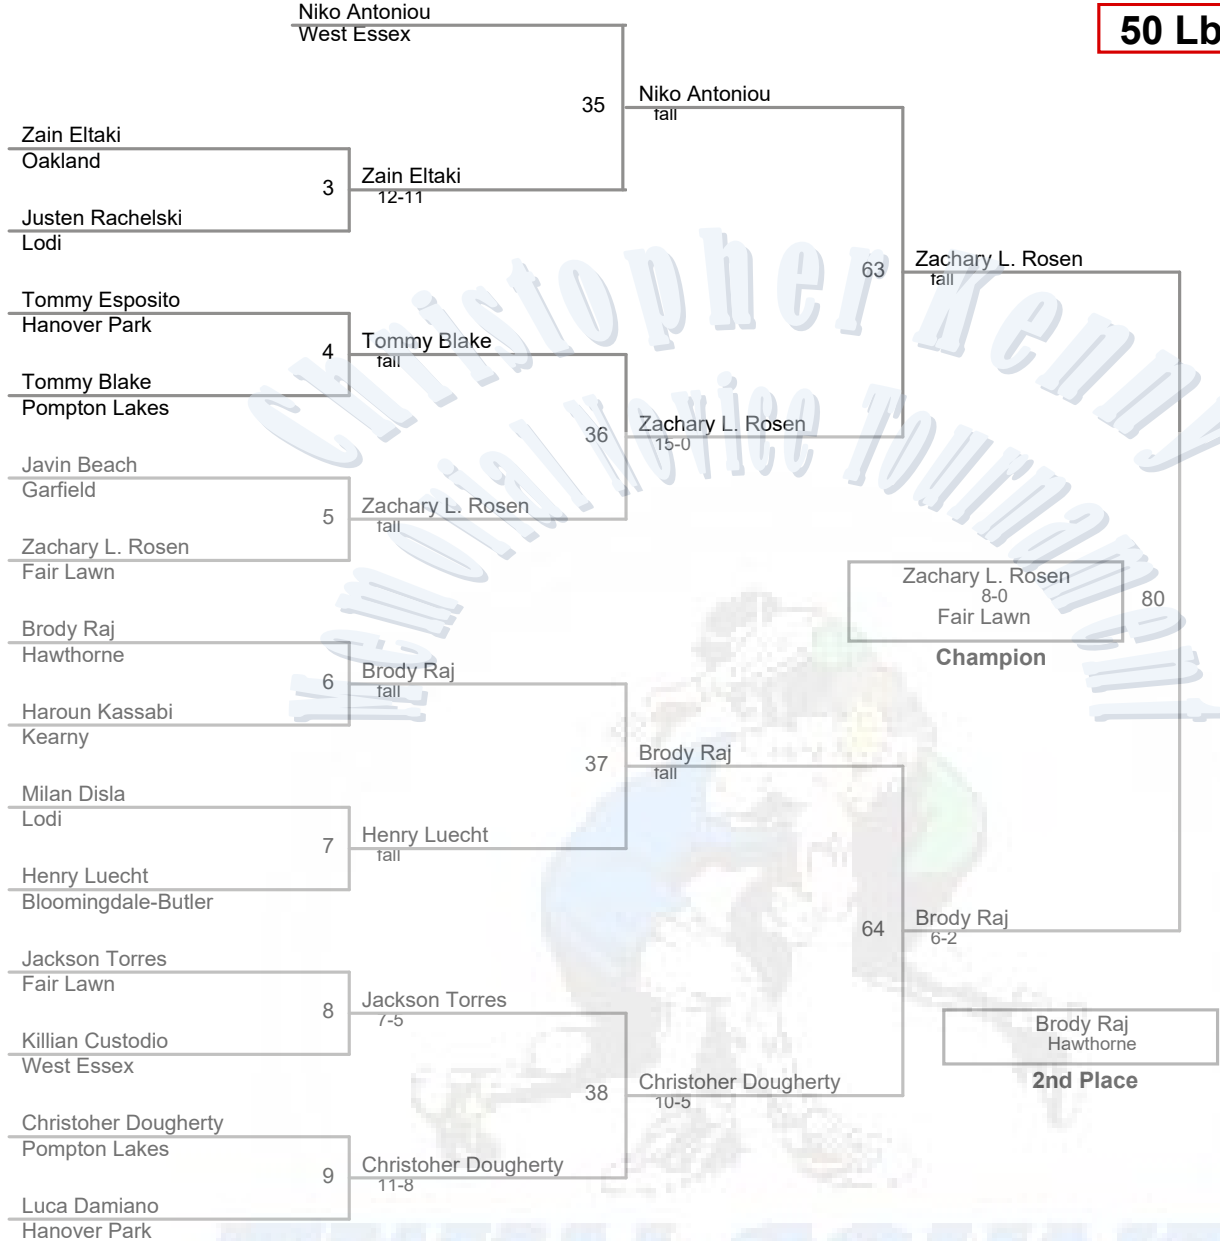 Niko Antoniou
West Essex
50 Lb
35
Niko Antoniou
fall
Zain Eltaki
Oakland
3
Zain Eltaki
12-11
Justen Rachelski
Lodi
63
Zachary L. Rosen
fall
Tommy Esposito
Hanover Park
4
Tommy Blake
fall
Tommy Blake
Pompton Lakes
36
Zachary L. Rosen
15-0
Javin Beach
Garfield
5
Zachary L. Rosen
fall
Zachary L. Rosen
Fair Lawn
Christopher Kenny
Memorial Novice Tournament
Zachary L. Rosen
8-0
Fair Lawn
80
Champion
Brody Raj
Hawthorne
6
Brody Raj
fall
Haroun Kassabi
Kearny
37
Brody Raj
fall
Milan Disla
Lodi
7
Henry Luecht
fall
Henry Luecht
Bloomingdale-Butler
64
Brody Raj
6-2
Jackson Torres
Fair Lawn
8
Jackson Torres
7-5
Killian Custodio
West Essex
Brody Raj
Hawthorne
2nd Place
38
Christoher Dougherty
10-5
Christoher Dougherty
Pompton Lakes
9
Christoher Dougherty
11-8
Luca Damiano
Hanover Park